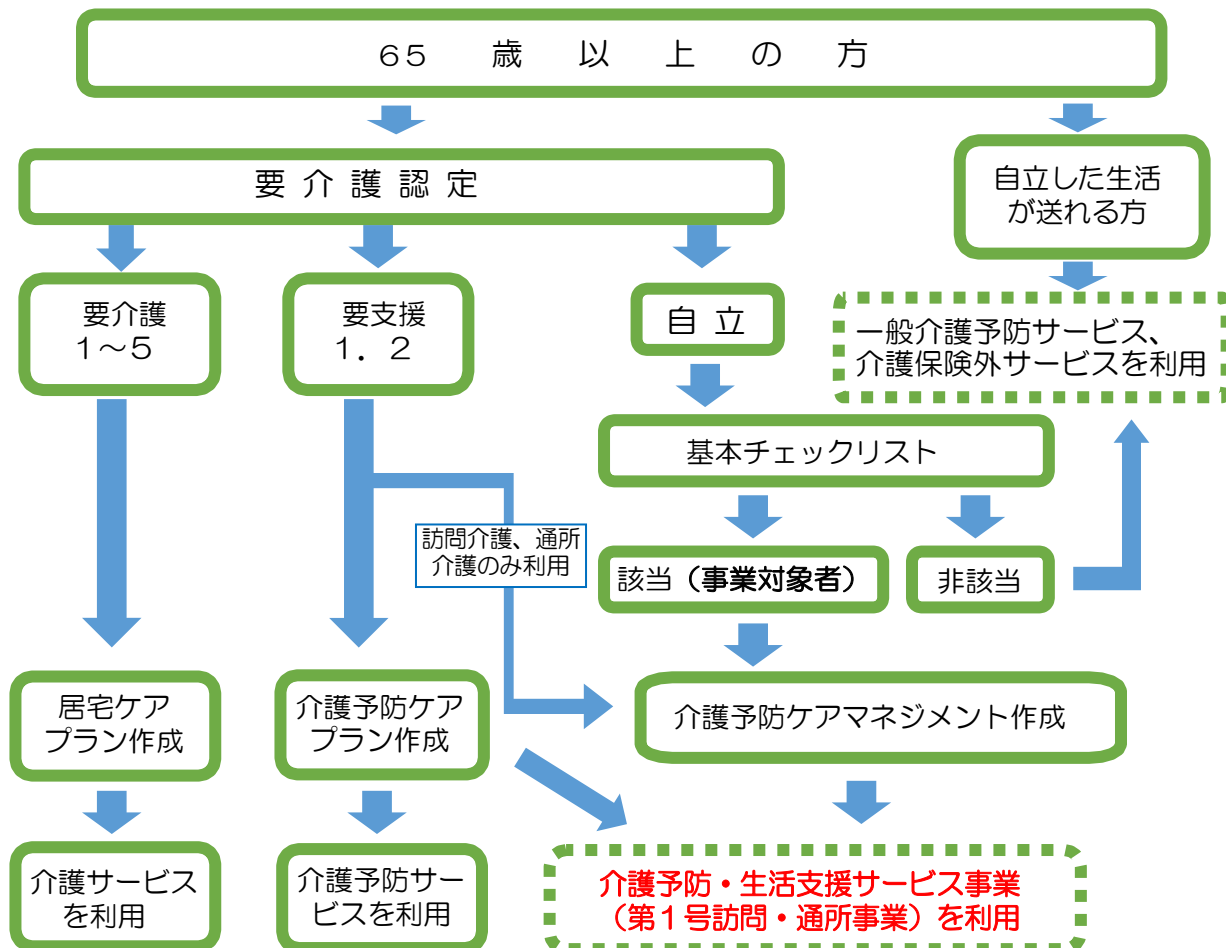 65歳以上の方
要介護認定
自立した生活
が送れる方
要介護
1～5
要支援
1．2
自立
一般介護予防サービス、
介護保険外サービスを利用
基本チェックリスト
訪問介護、通所
介護のみ利用
該当（事業対象者）
非該当
居宅ケア
プラン作成
介護予防ケア
プラン作成
介護予防ケアマネジメント作成
介護サービス
を利用
介護予防サー
ビスを利用
介護予防・生活支援サービス事業
（第1号訪問・通所事業）を利用